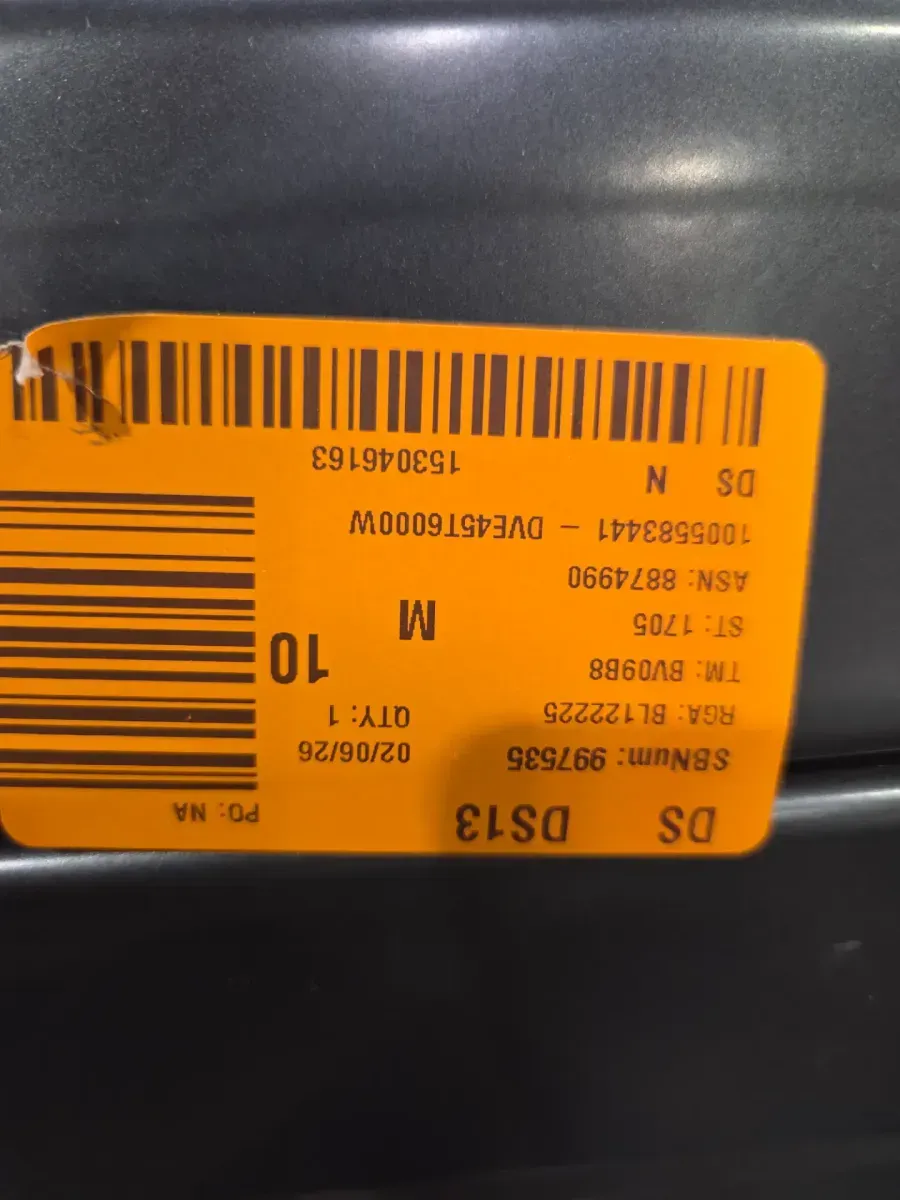 DS DS13
PO: NA
SBNum: 997535 02/06/26
RGA: BL122225 QTY: 1
TM: BV09B8 10
ST: 1705 M
ASN: 8874990
1005583441 - DVE45T6000W
DS N 153046163